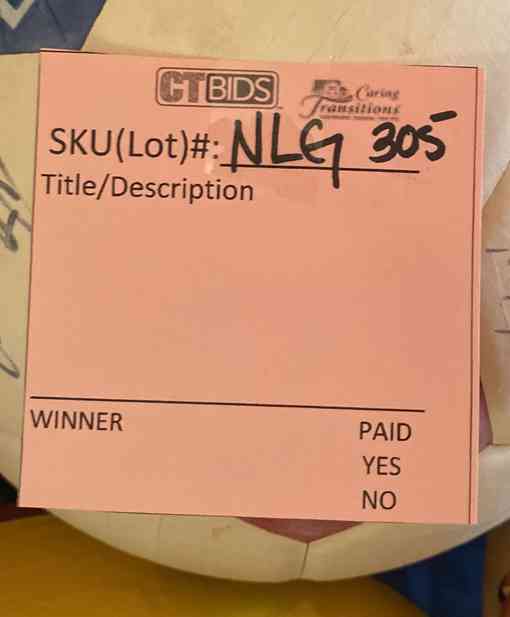 CTBIDS Caring Transitions
SKU(Lot)#: NLG 305
Title/Description
WINNER PAID
YES
NO